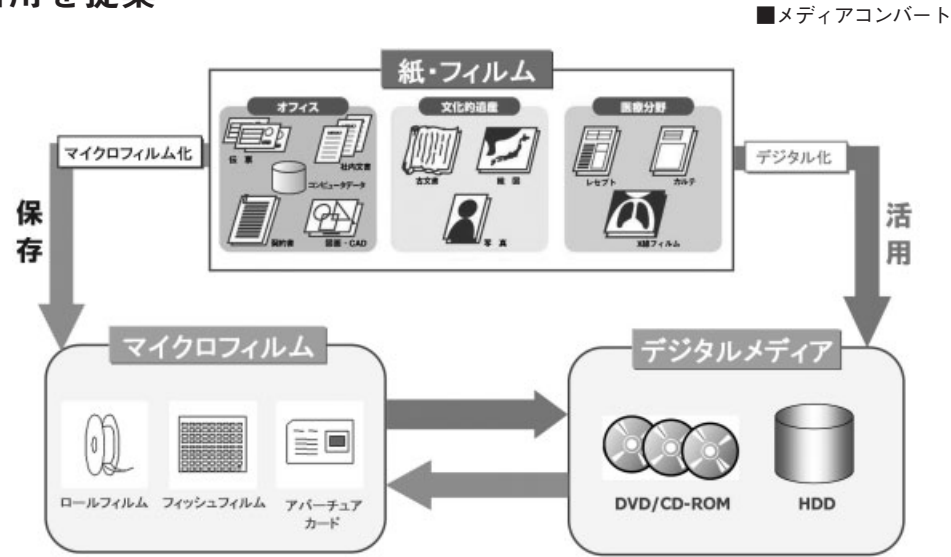 用を提案
■メディアコンバート
紙・フィルム
オフィス
文化的遺産
医療分野
マイクロフィルム化
デジタル化
伝票
社内文書
コンピュータデータ
契約書
図面・CAD
古文書
絵図
写真
レセプト
カルテ
X線フィルム
保存
活用
マイクロフィルム
デジタルメディア
ロールフィルム
フィッシュフィルム
アパーチュア
カード
DVD/CD-ROM
HDD